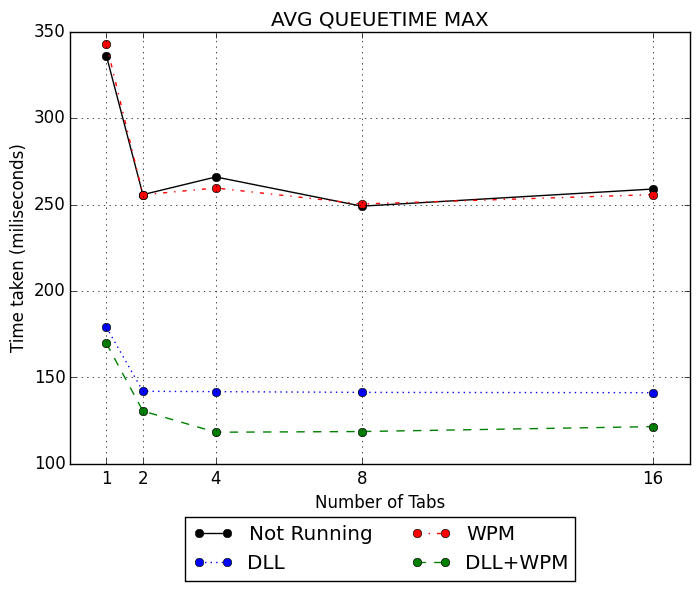 AVG QUEUETIME MAX
350
300
250
200
150
100
Time taken (miliseconds)
1 2 4 8 16
Number of Tabs
Not Running WPM
DLL DLL+WPM